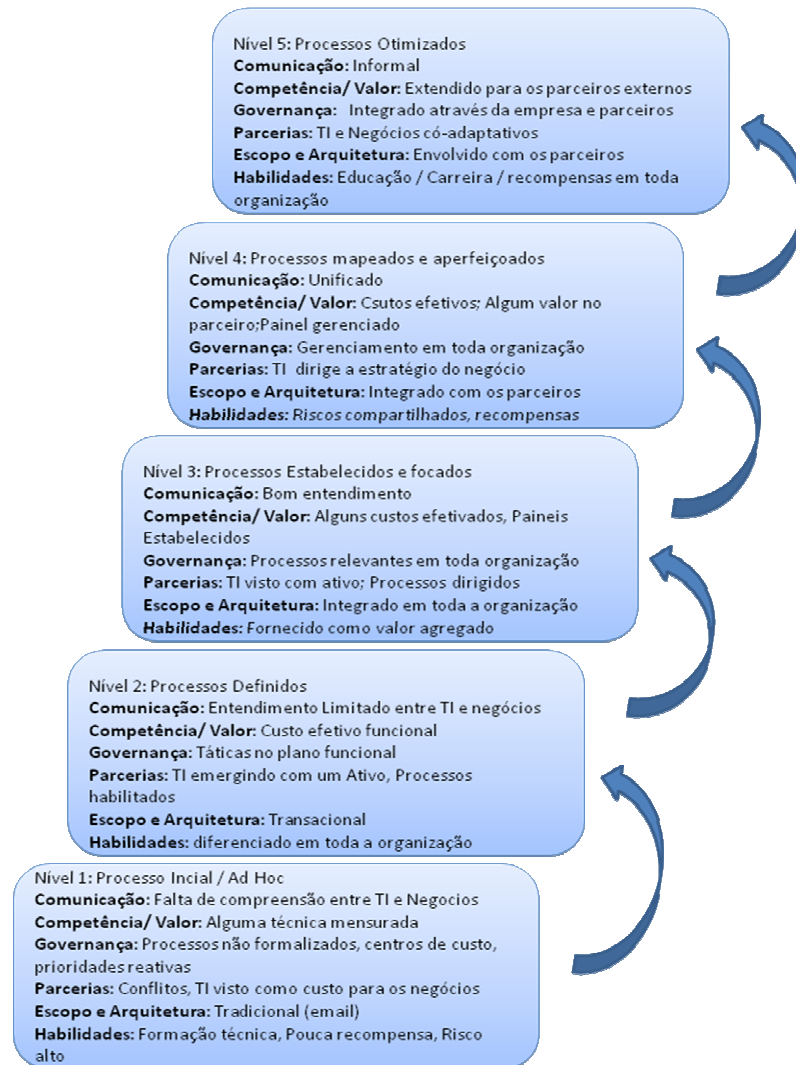 Nível 5: Processos Otimizados
Comunicação: Informal
Competência/ Valor: Extendido para os parceiros externos
Governança: Integrado através da empresa e parceiros
Parcerias: TI e Negócios có-adaptativos
Escopo e Arquitetura: Envolvido com os parceiros
Habilidades: Educação / Carreira / recompensas em toda
organização
Nível 4: Processos mapeados e aperfeiçoados
Comunicação: Unificado
Competência/ Valor: Csutos efetivos; Algum valor no
parceiro;Painel gerenciado
Governança: Gerenciamento em toda organização
Parcerias: TI dirige a estratégio do negócio
Escopo e Arquitetura: Integrado com os parceiros
Habilidades: Riscos compartilhados, recompensas
Nível 3: Processos Estabelecidos e focados
Comunicação: Bom entendimento
Competência/ Valor: Alguns custos efetivados, Paineis
Estabelecidos
Governança: Processos relevantes em toda organização
Parcerias: TI visto com ativo; Processos dirigidos
Escopo e Arquitetura: Integrado em toda a organização
Habilidades: Fornecido como valor agregado
Nível 2: Processos Definidos
Comunicação: Entendimento Limitado entre TI e negócios
Competência/ Valor: Custo efetivo funcional
Governança: Táticas no plano funcional
Parcerias: TI emergindo com um Ativo, Processos
habilitados
Escopo e Arquitetura: Transacional
Habilidades: diferenciado em toda a organização
Nível 1: Processo Incial / Ad Hoc
Comunicação: Falta de compreensão entre TI e Negocios
Competência/ Valor: Alguma técnica mensurada
Governança: Processos não formalizados, centros de custo,
prioridades reativas
Parcerias: Conflitos, TI visto como custo para os negócios
Escopo e Arquitetura: Tradicional (email)
Habilidades: Formação técnica, Pouca recompensa, Risco
alto